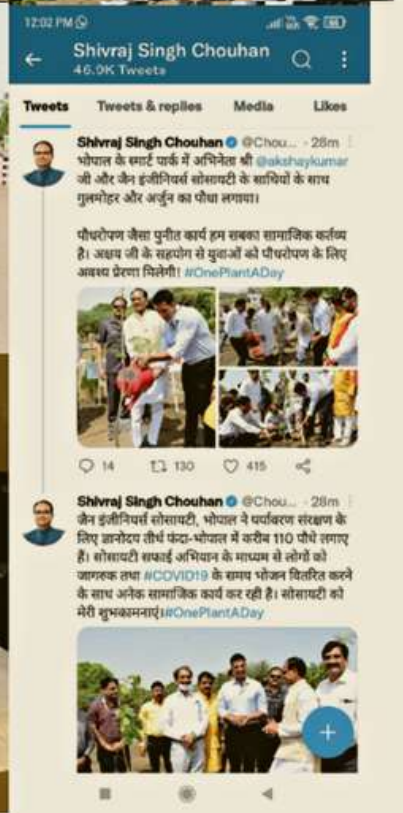 12:02 PM
Shivraj Singh Chouhan
46.9K Tweets
Tweets Tweets & replies Media Likes
Shivraj Singh Chouhan @Chou... · 28m
भोपाल के स्मार्ट पार्क में अभिनेता श्री @akshaykumar
जी और जैन इंजीनियर्स सोसायटी के साथियों के साथ
गुलमोहर और अर्जुन का पौधा लगाया।
पौधरोपण जैसा पुनीत कार्य हम सबका सामाजिक कर्तव्य
है। अक्षय जी के सहयोग से युवाओं को पौधरोपण के लिए
अवश्य प्रेरणा मिलेगी! #OnePlantADay
14 130 415
Shivraj Singh Chouhan @Chou... · 28m
जैन इंजीनियर्स सोसायटी, भोपाल ने पर्यावरण संरक्षण के
लिए ज्ञानोदय तीर्थ फंदा-भोपाल में करीब 110 पौधे लगाए
हैं। सोसायटी सफाई अभियान के माध्यम से लोगों को
जागरुक तथा #COVID19 के समय भोजन वितरित करने
के साथ अनेक सामाजिक कार्य कर रही है। सोसायटी को
मेरी शुभकामनाएं।#OnePlantADay